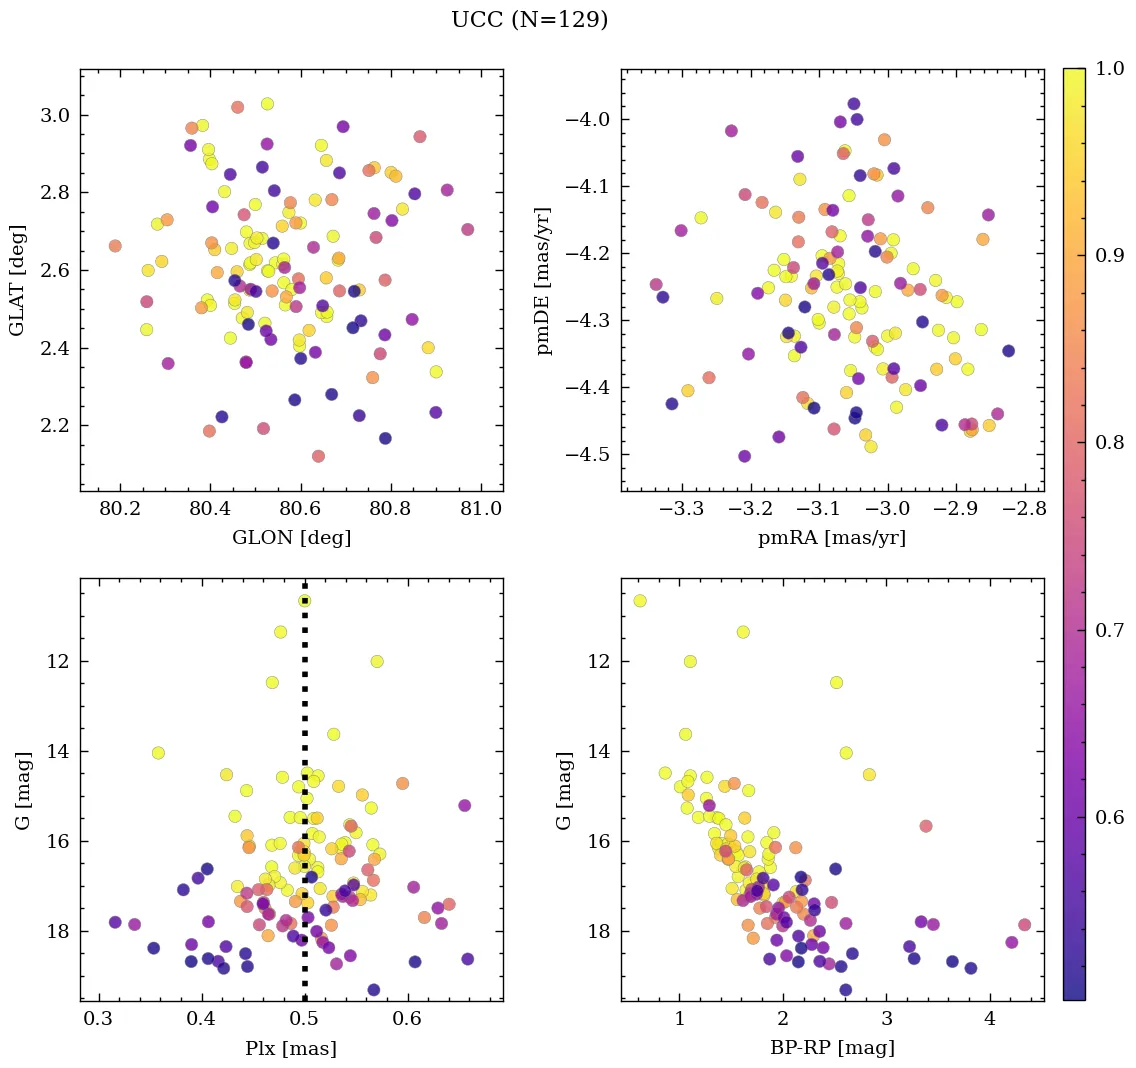 UCC (N=129)
3.0
2.8
2.6
2.4
2.2
GLAT [deg]
80.2 80.4 80.6 80.8 81.0
GLON [deg]
−4.0
−4.1
−4.2
−4.3
−4.4
−4.5
pmDE [mas/yr]
−3.3 −3.2 −3.1 −3.0 −2.9 −2.8
pmRA [mas/yr]
12
14
16
18
G [mag]
0.3 0.4 0.5 0.6
Plx [mas]
12
14
16
18
G [mag]
1 2 3 4
BP-RP [mag]
1.0
0.9
0.8
0.7
0.6